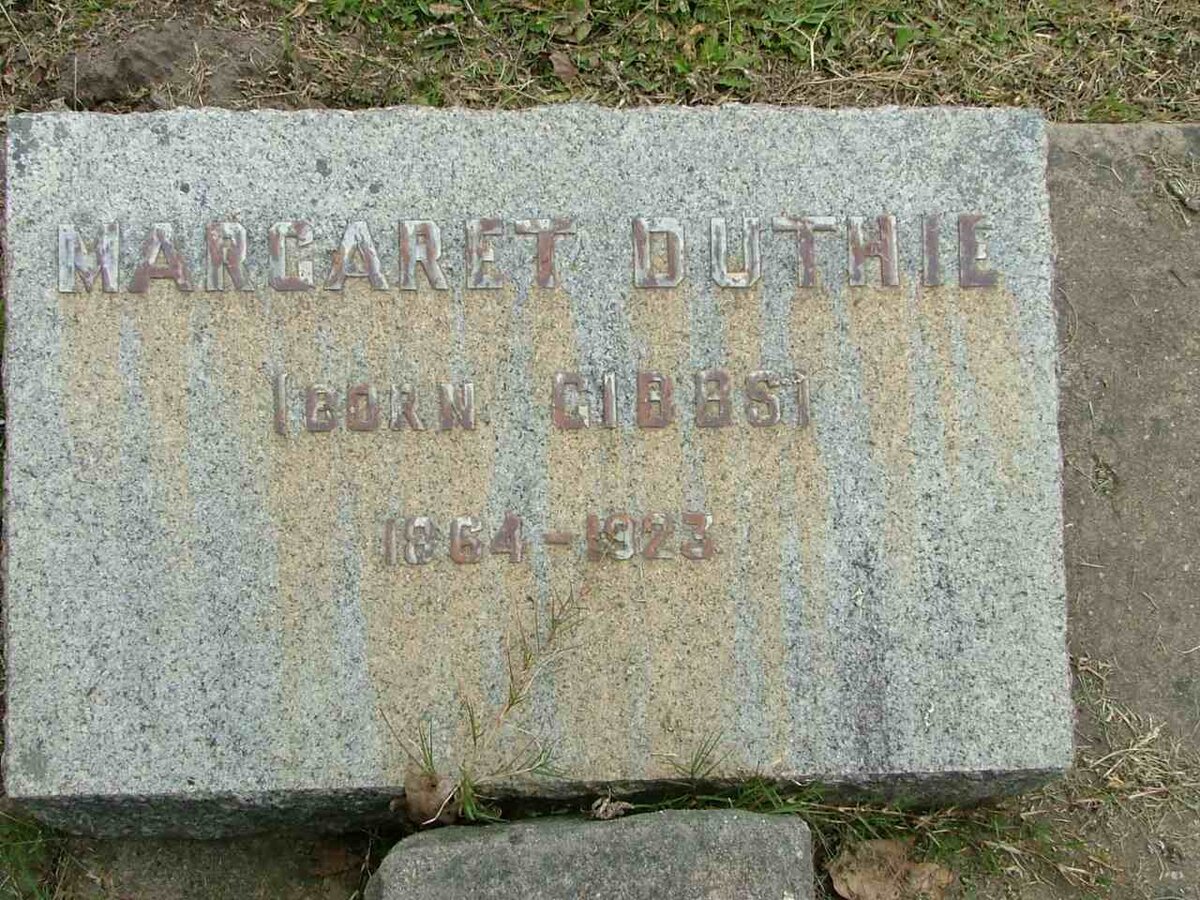 MARGARET DUTHIE
(BORN GIBBS)
1864-1923